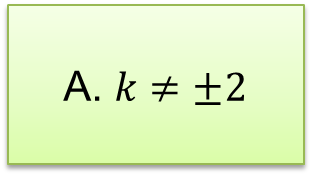 A. k ≠ ±2